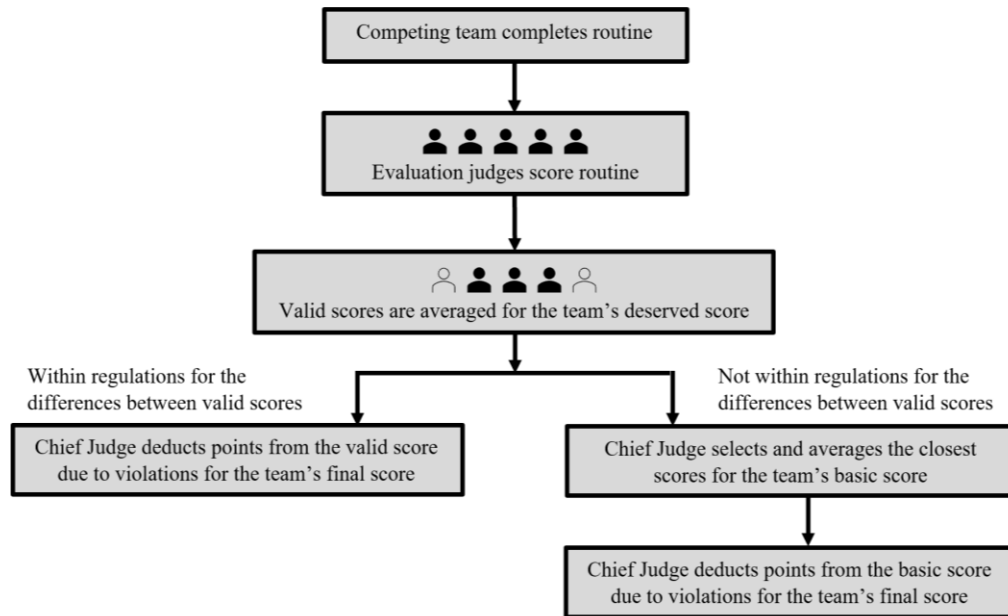 Competing team completes routine
Evaluation judges score routine
Valid scores are averaged for the team’s deserved score
Within regulations for the
differences between valid scores
Not within regulations for the
differences between valid scores
Chief Judge deducts points from the valid score
due to violations for the team’s final score
Chief Judge selects and averages the closest
scores for the team’s basic score
Chief Judge deducts points from the basic score
due to violations for the team’s final score